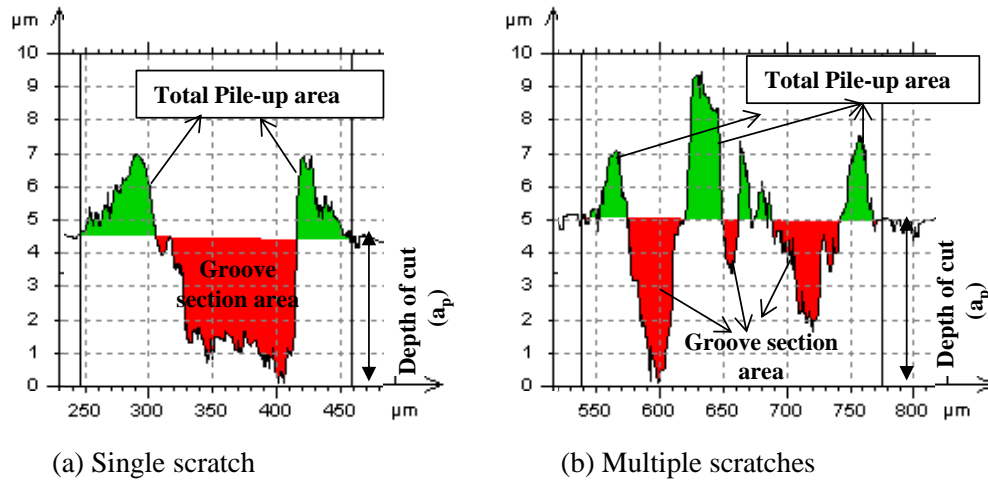 µm
10
9
8
7
6
5
4
3
2
1
0
250
300
350
400
450
µm
Total Pile-up area
Groove
section area
Depth of cut
(aₚ)
(a) Single scratch
µm
10
9
8
7
6
5
4
3
2
1
0
550
600
650
700
750
800
µm
Total Pile-up area
Groove section
area
Depth of cut
(aₚ)
(b) Multiple scratches